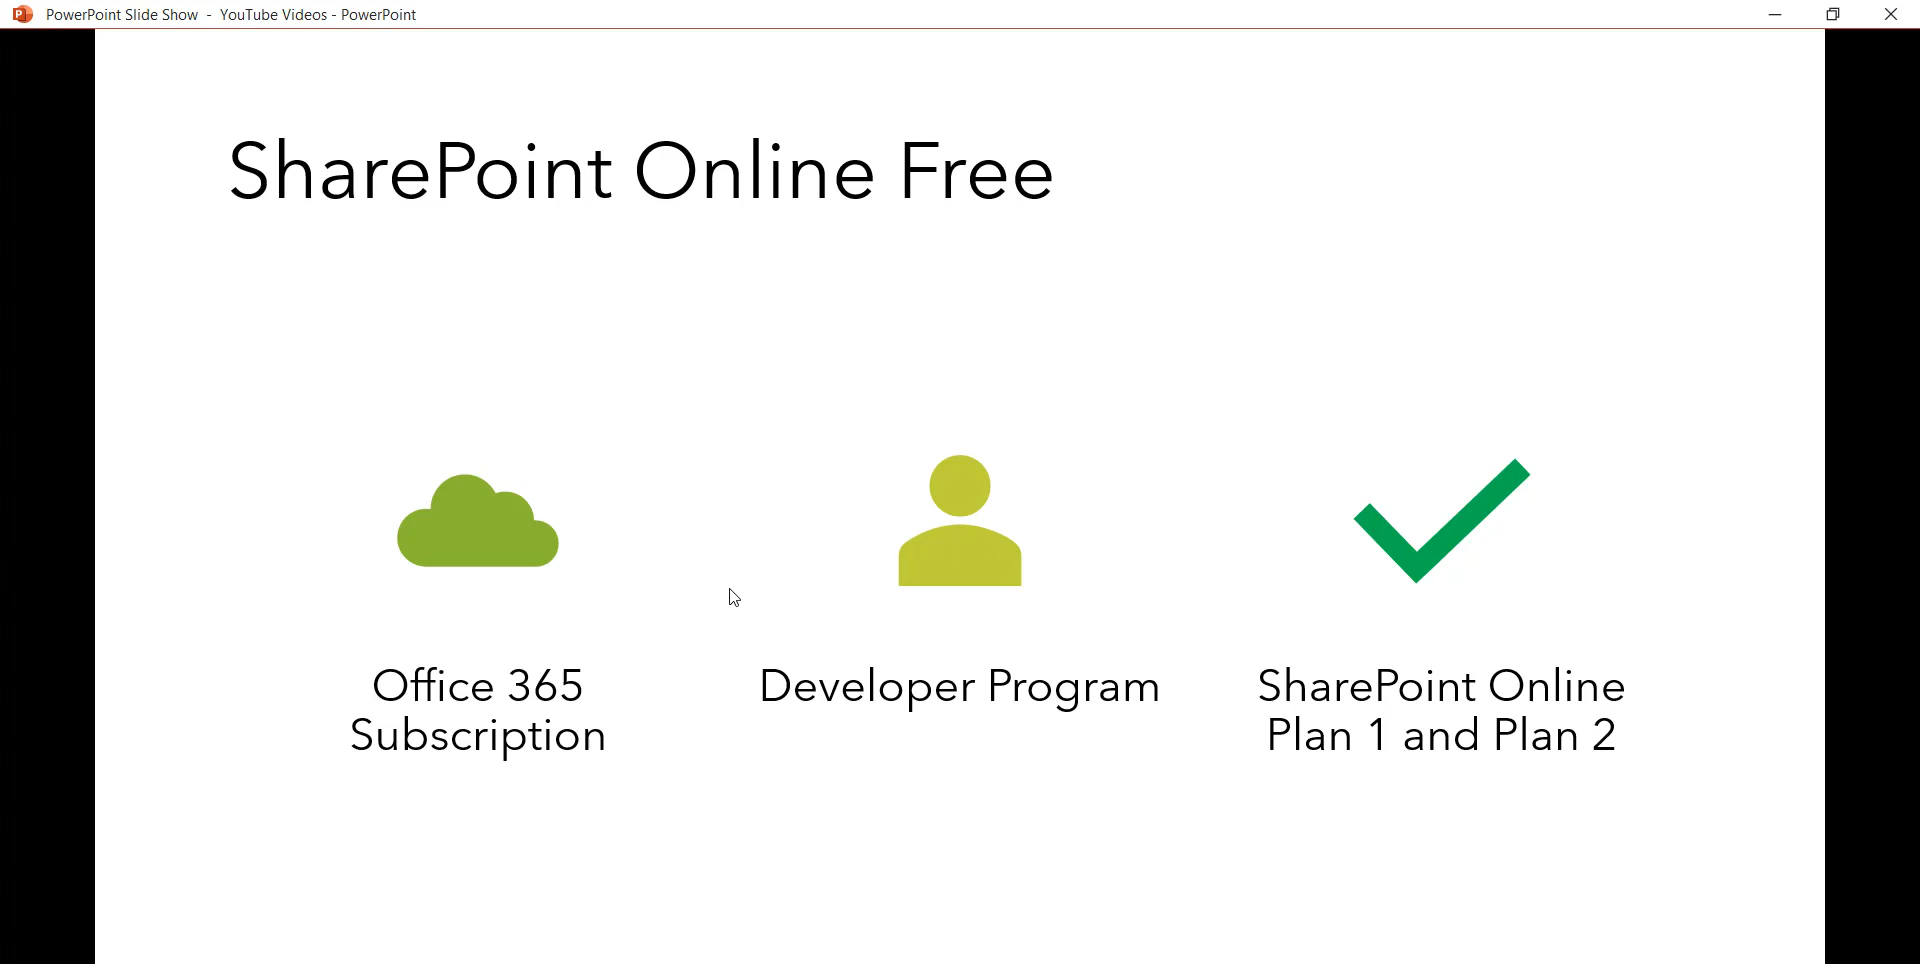 PowerPoint Slide Show - YouTube Videos - PowerPoint
SharePoint Online Free
Office 365
Subscription
Developer Program
SharePoint Online
Plan 1 and Plan 2